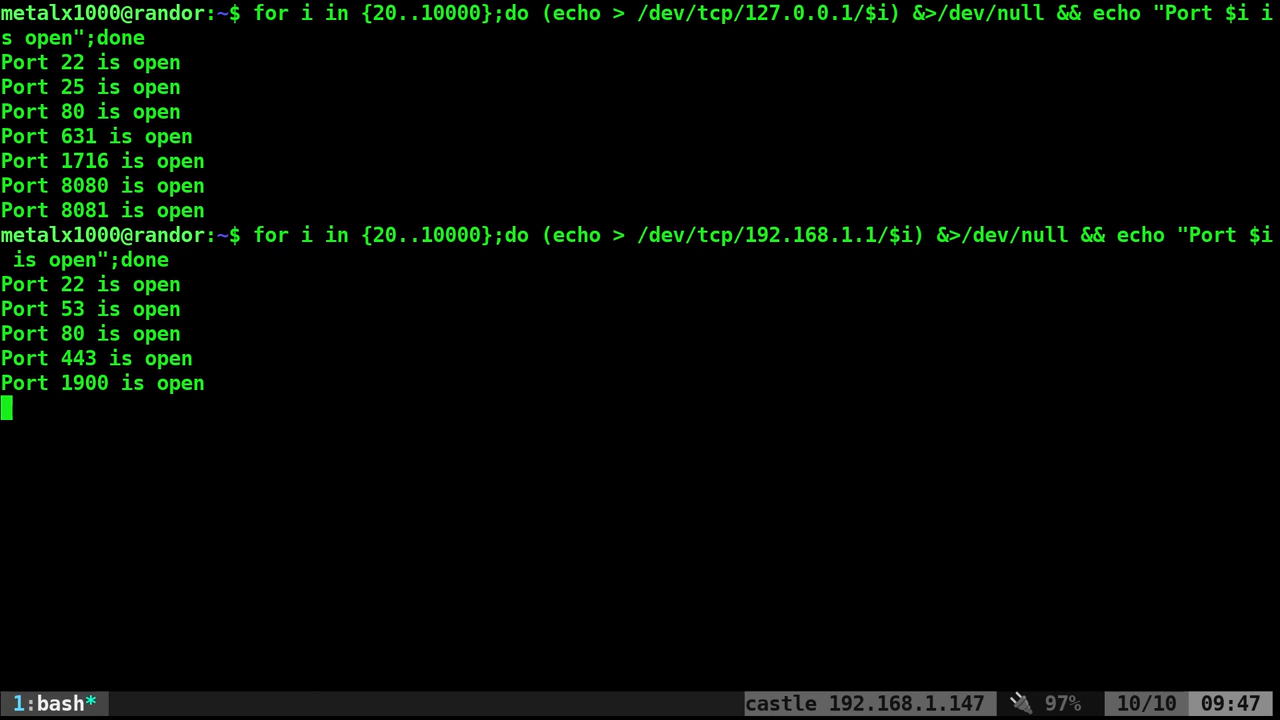 metalx1000@randor:~$ for i in {20..10000};do (echo > /dev/tcp/127.0.0.1/$i) &>/dev/null && echo "Port $i i
s open";done
Port 22 is open
Port 25 is open
Port 80 is open
Port 631 is open
Port 1716 is open
Port 8080 is open
Port 8081 is open
metalx1000@randor:~$ for i in {20..10000};do (echo > /dev/tcp/192.168.1.1/$i) &>/dev/null && echo "Port $i
 is open";done
Port 22 is open
Port 53 is open
Port 80 is open
Port 443 is open
Port 1900 is open
1:bash* castle 192.168.1.147 🔌 97% 10/10 09:47